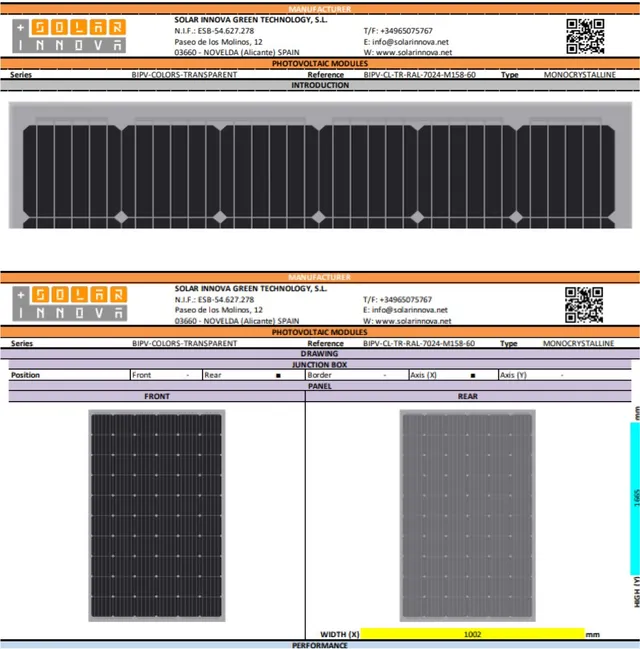 MANUFACTURER
+ SOLAR
INNOVA
SOLAR INNOVA GREEN TECHNOLOGY, S.L.
N.I.F.: ESB-54.627.278 T/F: +34965075767
Paseo de los Molinos, 12 E: info@solarinnova.net
03660 - NOVELDA (Alicante) SPAIN W: www.solarinnova.net
PHOTOVOLTAIC MODULES
Series BIPV-COLORS-TRANSPARENT Reference BIPV-CL-TR-RAL-7024-M158-60 Type MONOCRYSTALLINE
INTRODUCTION
MANUFACTURER
+ SOLAR
INNOVA
SOLAR INNOVA GREEN TECHNOLOGY, S.L.
N.I.F.: ESB-54.627.278 T/F: +34965075767
Paseo de los Molinos, 12 E: info@solarinnova.net
03660 - NOVELDA (Alicante) SPAIN W: www.solarinnova.net
PHOTOVOLTAIC MODULES
Series BIPV-COLORS-TRANSPARENT Reference BIPV-CL-TR-RAL-7024-M158-60 Type MONOCRYSTALLINE
DRAWING
JUNCTION BOX
Position Front - Rear ■ Border - Axis (X) ■ Axis (Y) -
PANEL
FRONT REAR
mm
1665
HIGH (Y)
WIDTH (X) 1002 mm
PERFORMANCE